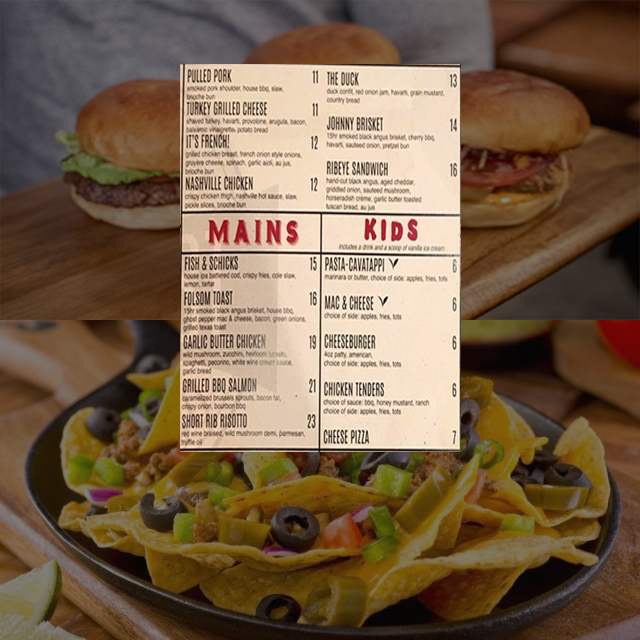 PULLED PORK 11
smoked pork shoulder, house bbq, slaw,
brioche bun
TURKEY GRILLED CHEESE 11
shaved turkey, havarti, provolone, arugula, bacon,
balsamic vinaigrette, potato bread
IT'S FRENCH! 12
grilled chicken breast, french onion style onions,
gruyère cheese, spinach, garlic aioli, au jus,
brioche bun
NASHVILLE CHICKEN 12
crispy chicken thigh, nashville hot sauce, slaw,
pickle slices, brioche bun
THE DUCK 13
duck confit, red onion jam, havarti, grain mustard,
country bread
JOHNNY BRISKET 14
15hr smoked black angus brisket, cherry bbq,
havarti, sauteed onion, pretzel bun
RIBEYE SANDWICH 16
hand-cut black angus, aged cheddar,
griddled onion, sauteed mushroom,
horseradish crème, garlic butter toasted
tuscan bread, au jus
MAINS
FISH & SCHICKS 15
house ipa battered cod, crispy fries, cole slaw,
lemon, tartar
FOLSOM TOAST 16
15hr smoked black angus brisket, house bbq,
ghost pepper mac & cheese, bacon, green onions,
grilled texas toast
GARLIC BUTTER CHICKEN 19
wild mushroom, zucchini, heirloom tomato,
spaghetti, pecorino, white wine cream sauce,
garlic bread
GRILLED BBQ SALMON 21
caramelized brussels sprouts, bacon fat,
crispy onion, bourbon bbq
SHORT RIB RISOTTO 23
red wine braised, wild mushroom demi, parmesan,
truffle oil
KIDS
includes a drink and a scoop of vanilla ice cream
PASTA-CAVATAPPI 6
marinara or butter, choice of side: apples, fries, tots
MAC & CHEESE 6
choice of side: apples, fries, tots
CHEESEBURGER 6
4oz patty, american,
choice of side: apples, fries, tots
CHICKEN TENDERS 6
choice of sauce: bbq, honey mustard, ranch
choice of side: apples, fries, tots
CHEESE PIZZA 7